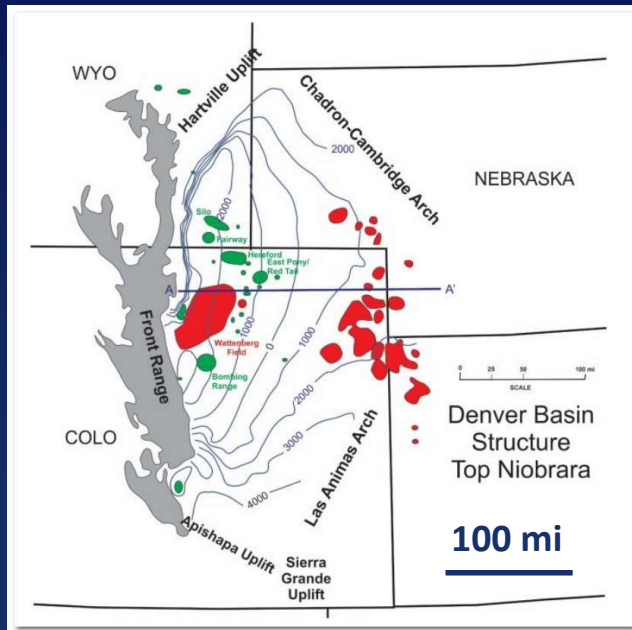 WYO
Hartville Uplift
Chadron-Cambridge Arch
2000
NEBRASKA
2000
Silo
Fairway
Hereford
East Pony/
Red Tail
A
A'
Front Range
1000
0
1000
Wattenberg
Field
Bombing
Range
2000
0
25
50
100 mi
SCALE
COLO
3000
4000
Las Animas Arch
Denver Basin
Structure
Top Niobrara
Apishapa Uplift
Sierra
Grande
Uplift
100 mi